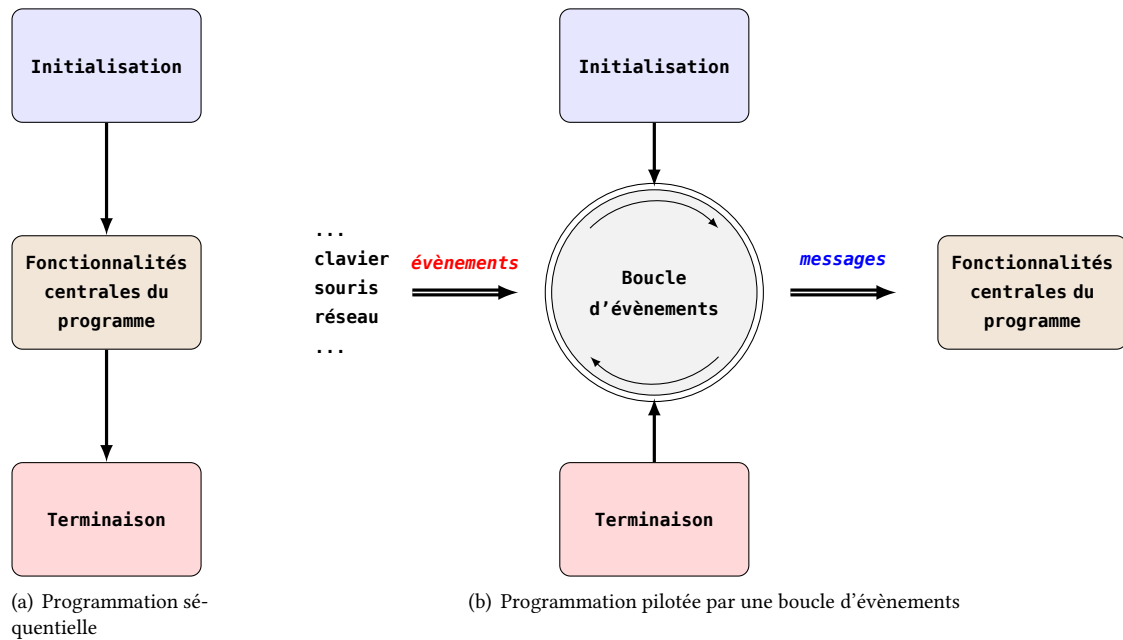 Initialisation
Fonctionnalités
centrales du
programme
Terminaison
(a) Programmation sé-
quentielle
Initialisation
...
clavier
souris
réseau
...
évènements
Boucle
d’évènements
messages
Fonctionnalités
centrales du
programme
Terminaison
(b) Programmation pilotée par une boucle d’évènements